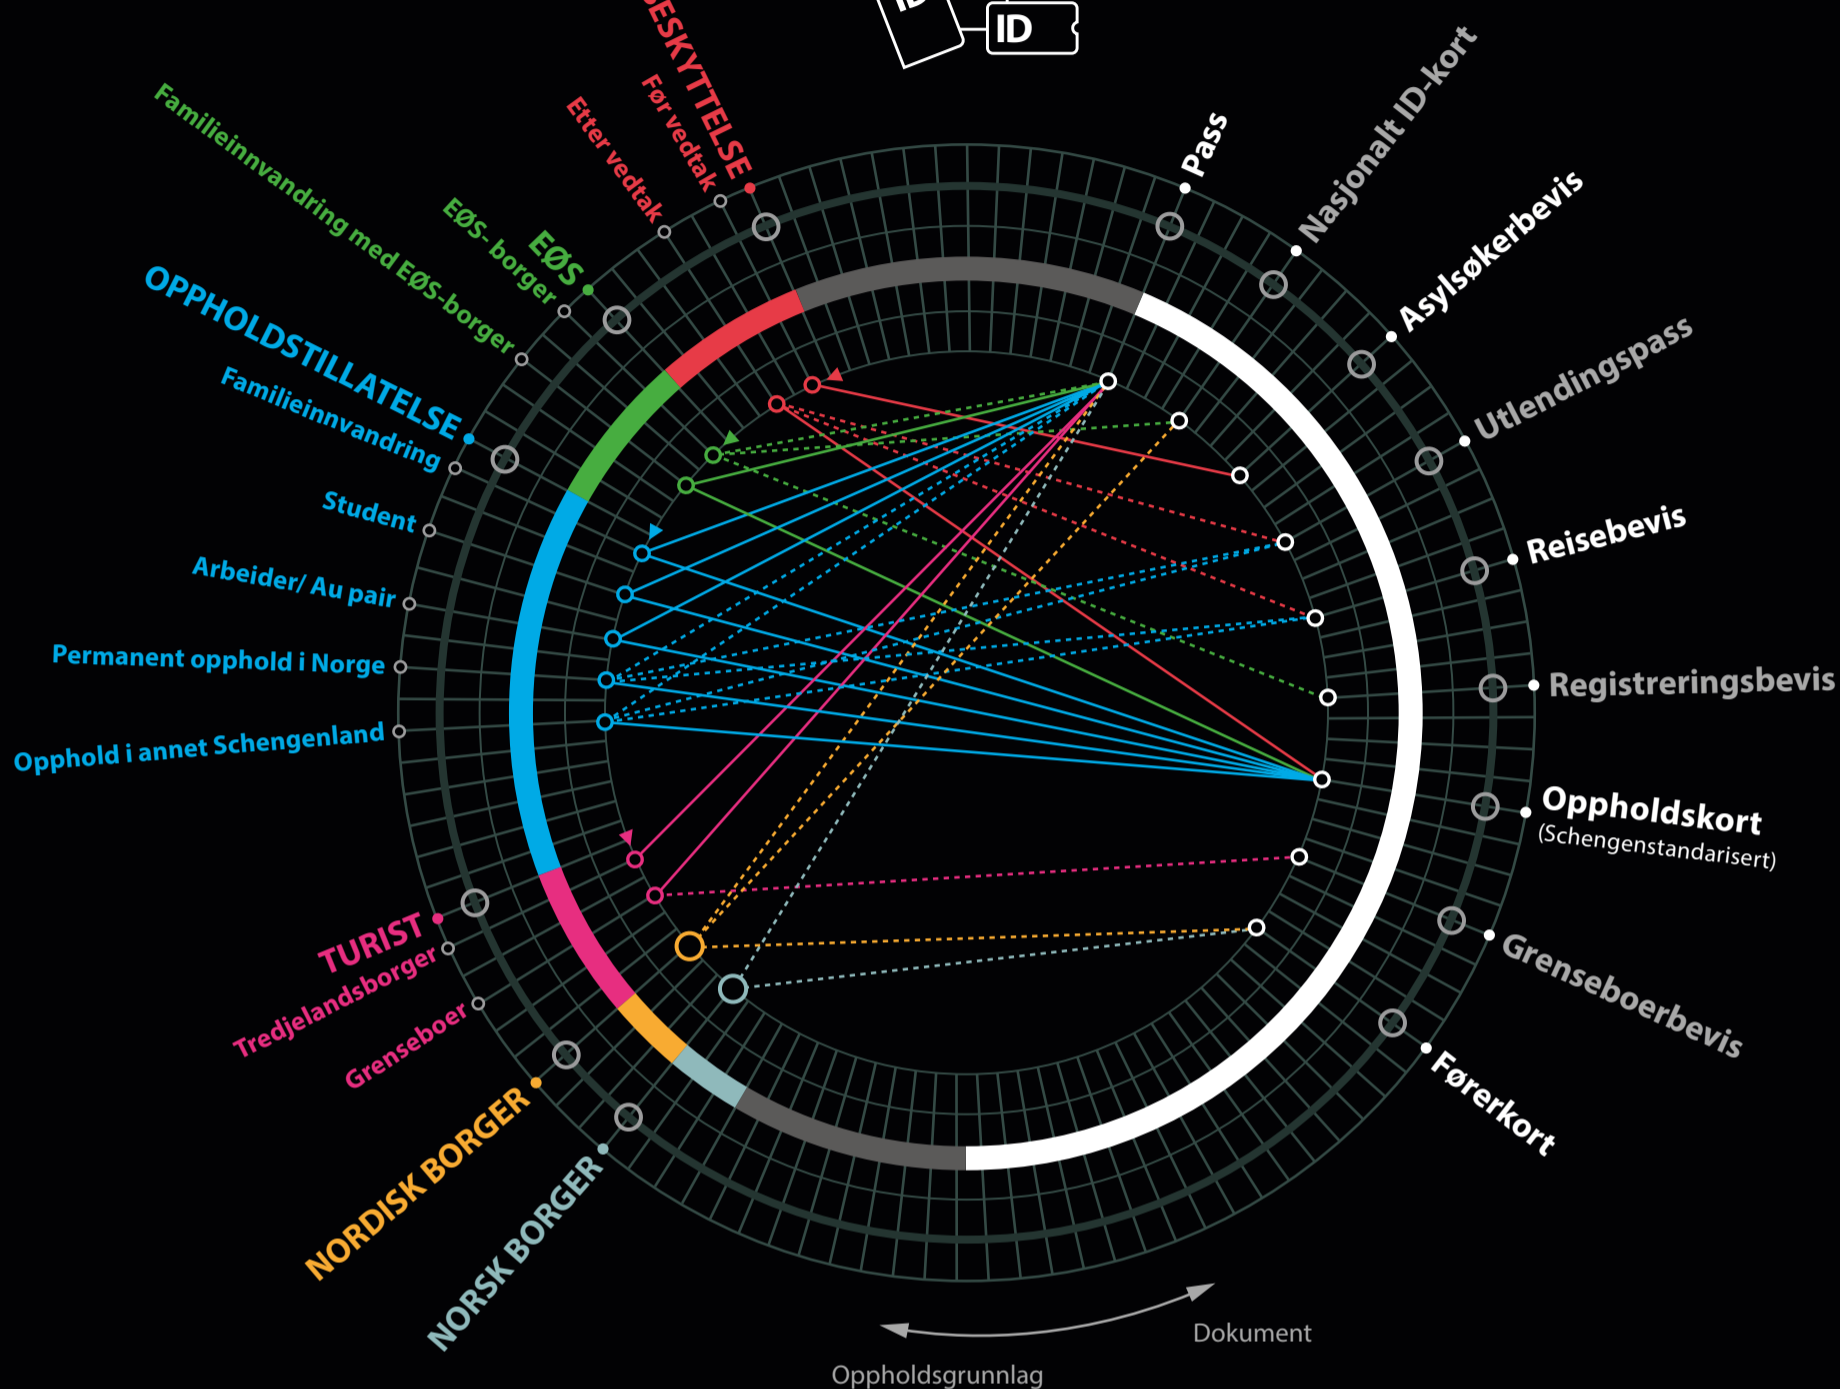 ID
ID
BESKYTTELSE
Før vedtak
Etter vedtak
EØS
EØS- borger
Familieinnvandring med EØS-borger
OPPHOLDSTILLATELSE
Familieinnvandring
Student
Arbeider/ Au pair
Permanent opphold i Norge
Opphold i annet Schengenland
TURIST
Tredjelandsborger
Grenseboer
NORDISK BORGER
NORSK BORGER
Pass
Nasjonalt ID-kort
Asylsøkerbevis
Utlendingspass
Reisebevis
Registreringsbevis
Oppholdskort
(Schengenstandarisert)
Grenseboerbevis
Førerkort
Dokument
Oppholdsgrunnlag